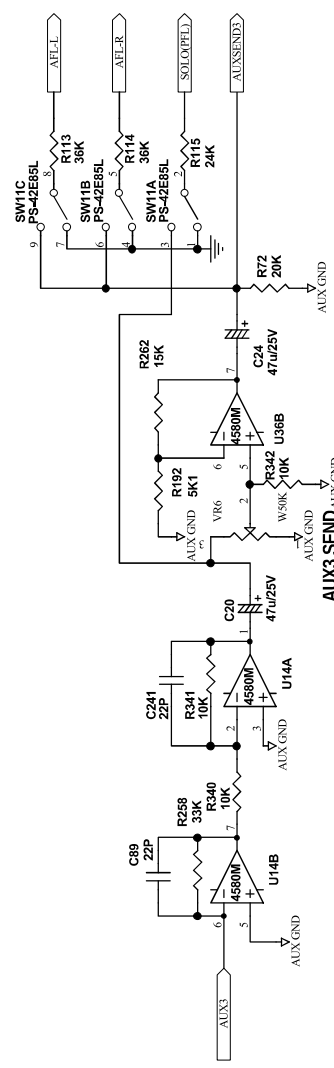 AUX3
C89
22P
R258
33K
6
5
7
4580M
U14B
AUX GND
R340
10K
C241
22P
R341
10K
2
3
1
4580M
U14A
AUX GND
C20
47u/25V
3
VR6
2
W50K
AUX GND
AUX3 SEND
R342
10K
AUX GND
R192
5K1
AUX GND
R262
15K
6
5
7
4580M
U36B
C24
47u/25V
R72
20K
AUX GND
SW11C
PS-42E85L
9
7
8
R113
36K
AFL-L
SW11B
PS-42E85L
6
4
5
R114
36K
AFL-R
SW11A
PS-42E85L
3
1
2
R115
24K
SOLO(PFL)
AUXSEND3